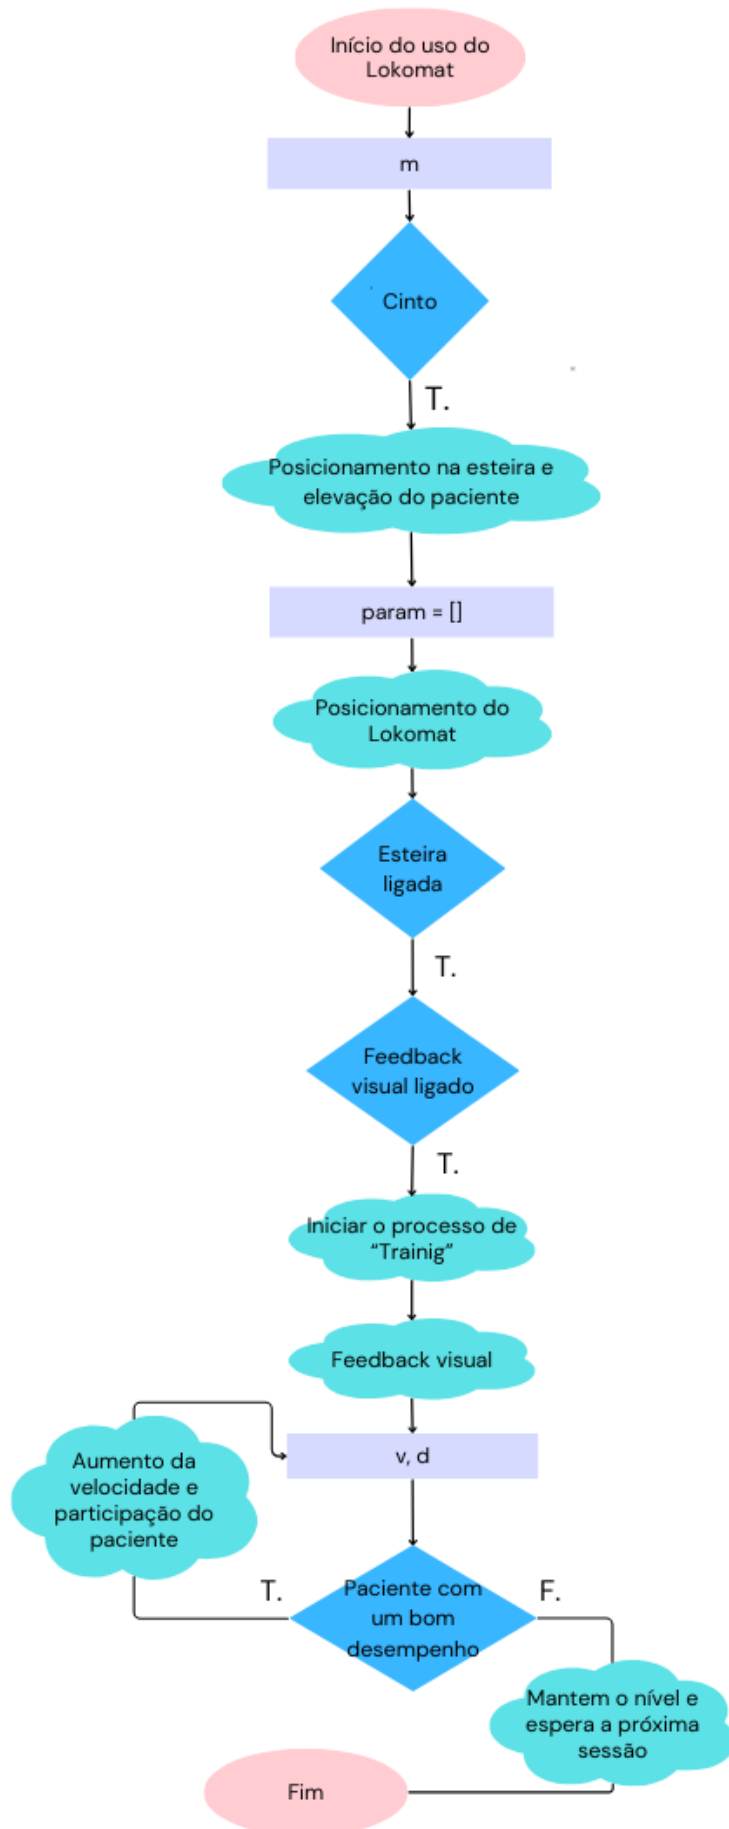 Início do uso do
Lokomat
m
Cinto
T.
Posicionamento na esteira e
elevação do paciente
param = []
Posicionamento do
Lokomat
Esteira
ligada
T.
Feedback
visual ligado
T.
Iniciar o processo de
“Trainig”
Feedback visual
v, d
Aumento da
velocidade e
participação do
paciente
T.
Paciente com
um bom
desempenho
F.
Mantem o nível e
espera a próxima
sessão
Fim